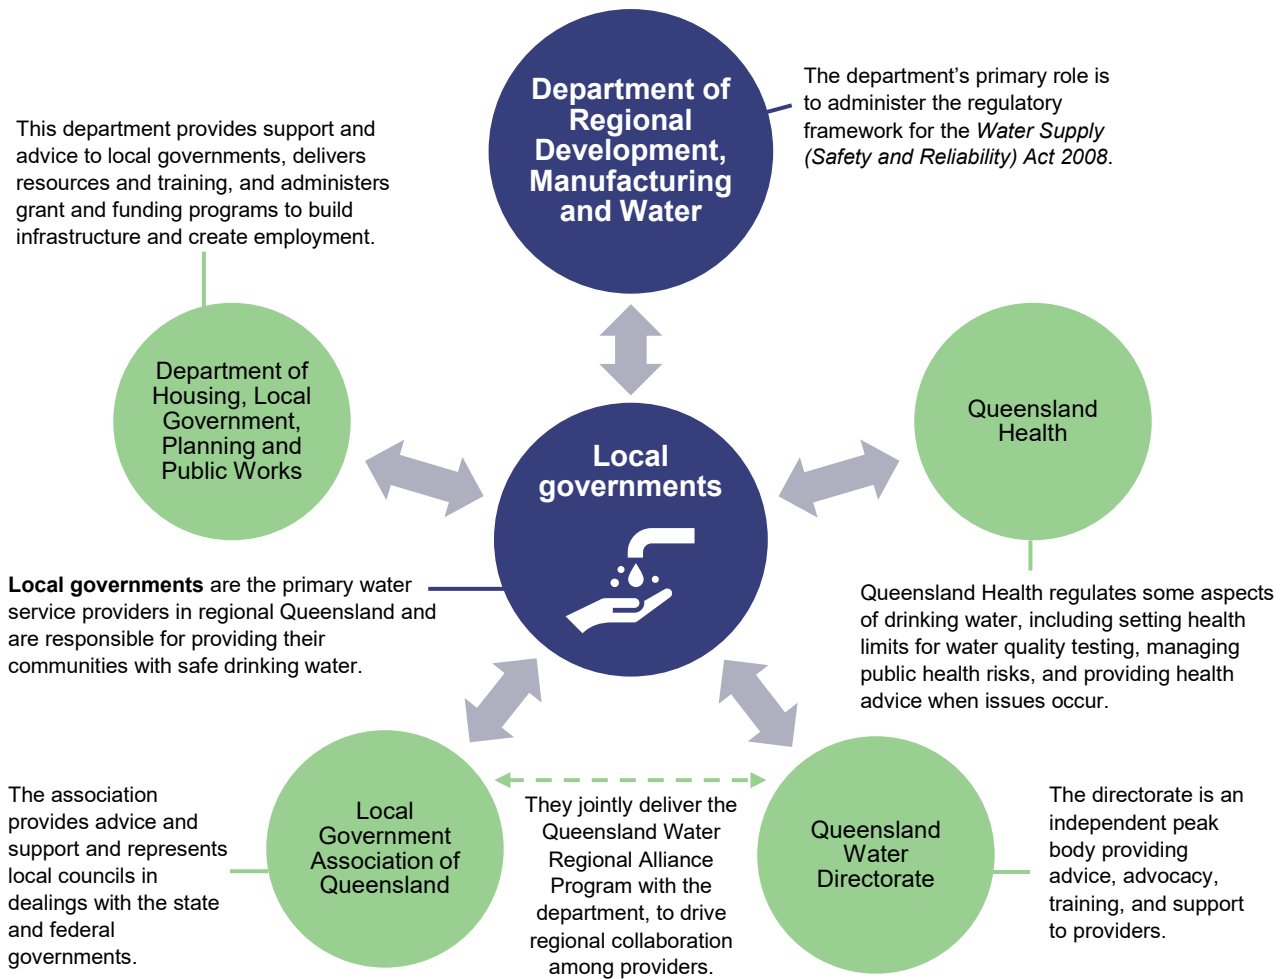 Department of
Regional
Development,
Manufacturing
and Water
The department’s primary role is
to administer the regulatory
framework for the Water Supply
(Safety and Reliability) Act 2008.
This department provides support and
advice to local governments, delivers
resources and training, and administers
grant and funding programs to build
infrastructure and create employment.
Department of
Housing, Local
Government,
Planning and
Public Works
Queensland
Health
Local
governments
Local governments are the primary water
service providers in regional Queensland and
are responsible for providing their
communities with safe drinking water.
Queensland Health regulates some aspects
of drinking water, including setting health
limits for water quality testing, managing
public health risks, and providing health
advice when issues occur.
The association
provides advice and
support and represents
local councils in
dealings with the state
and federal
governments.
Local
Government
Association of
Queensland
They jointly deliver the
Queensland Water
Regional Alliance
Program with the
department, to drive
regional collaboration
among providers.
Queensland
Water
Directorate
The directorate is an
independent peak
body providing
advice, advocacy,
training, and support
to providers.